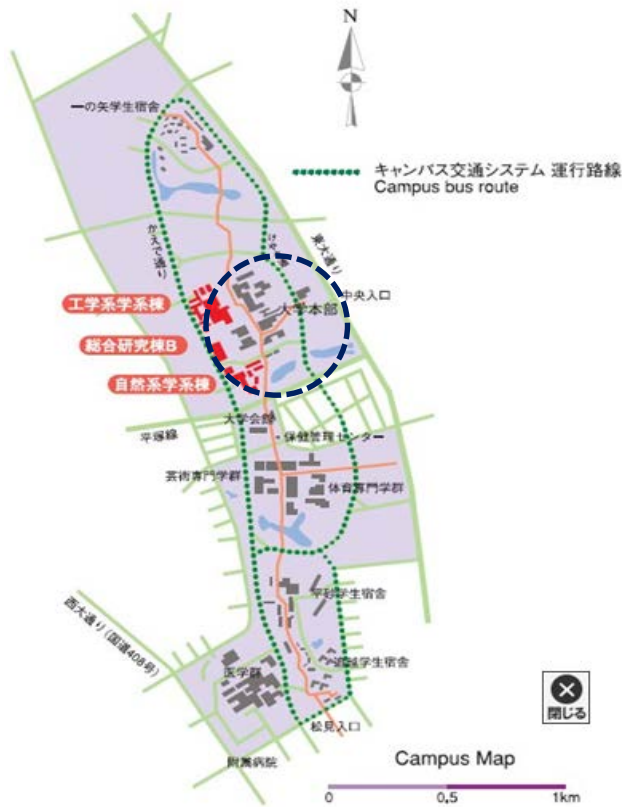 N
一の矢学生宿舎
キャンパス交通システム 運行路線
Campus bus route
かえで通り
東大通り
中央入口
大学本部
工学系学系棟
総合研究棟B
自然系学系棟
大学会館
平塚線
保健管理センター
芸術専門学群
体育専門学群
平砂学生宿舎
西大通り(国道408号)
学生宿舎
医学群
松見入口
附属病院
閉じる
Campus Map
0
0.5
1km